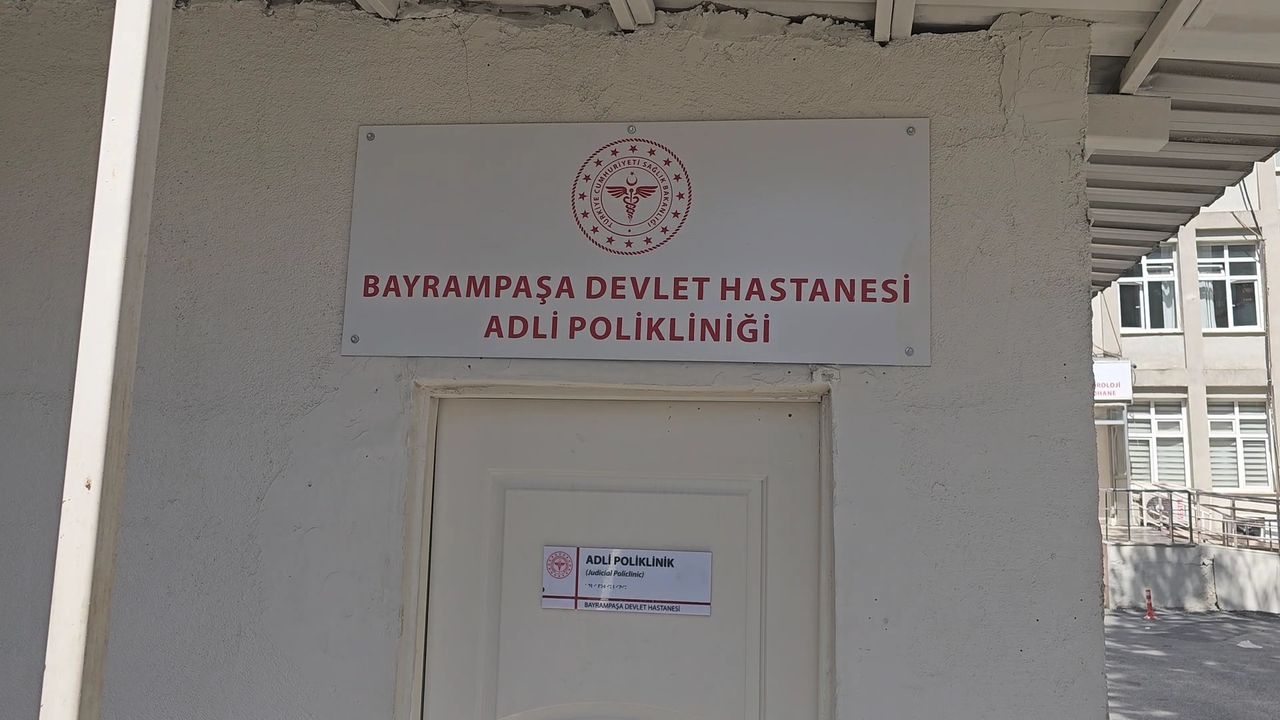 TÜRKİYE CUMHURİYETİ SAĞLIK BAKANLIĞI
BAYRAMPAŞA DEVLET HASTANESİ
ADLİ POLİKLİNİĞİ
ADLİ POLİKLİNİK
(Judicial Policlinic)
BAYRAMPAŞA DEVLET HASTANESİ